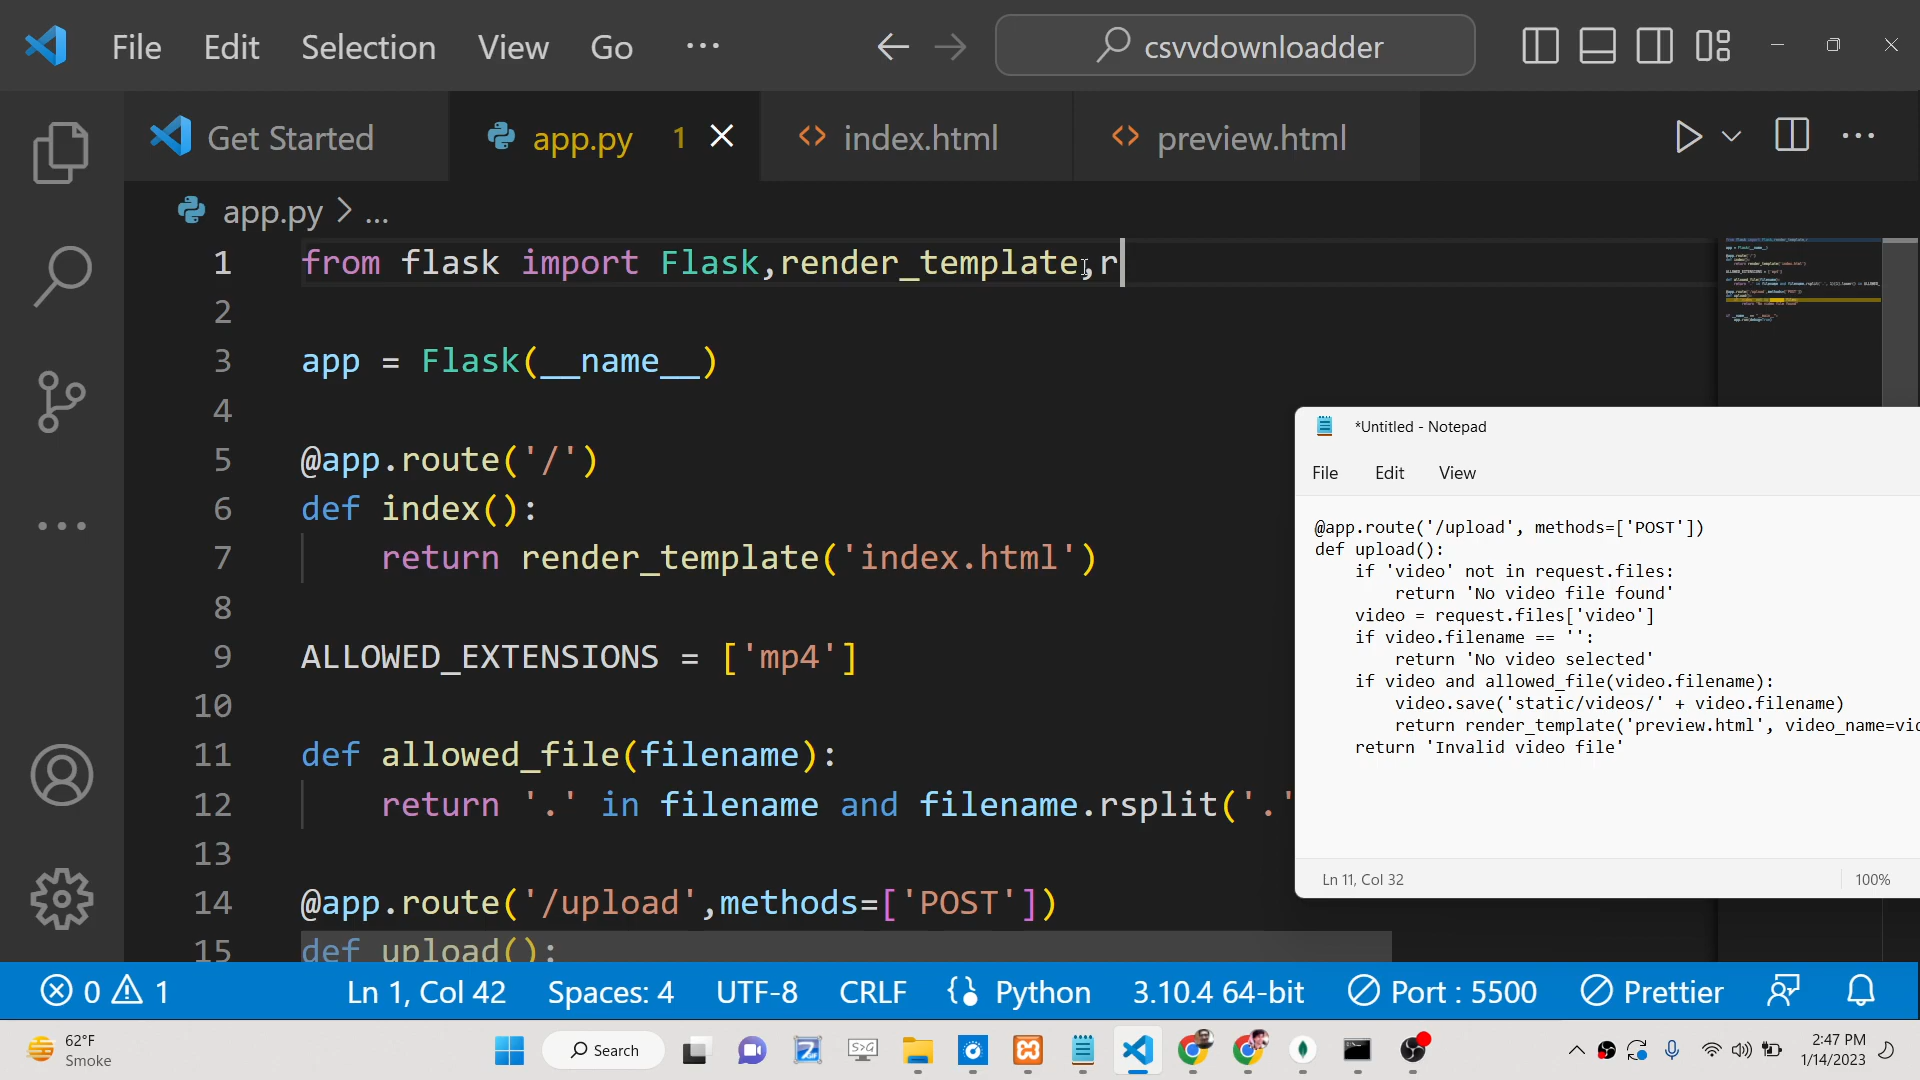 File Edit Selection View Go ... csvvdownloadder
Get Started app.py 1 index.html preview.html
app.py > ...
1 from flask import Flask,render_template,r
2
3 app = Flask(__name__)
4
5 @app.route('/')
6 def index():
7 return render_template('index.html')
8
9 ALLOWED_EXTENSIONS = ['mp4']
10
11 def allowed_file(filename):
12 return '.' in filename and filename.rsplit('.'
13
14 @app.route('/upload',methods=['POST'])
15 def upload():
*Untitled - Notepad
File Edit View
@app.route('/upload', methods=['POST'])
def upload():
if 'video' not in request.files:
return 'No video file found'
video = request.files['video']
if video.filename == '':
return 'No video selected'
if video and allowed_file(video.filename):
video.save('static/videos/' + video.filename)
return render_template('preview.html', video_name=vid
return 'Invalid video file'
Ln 11, Col 32 100%
0 1 Ln 1, Col 42 Spaces: 4 UTF-8 CRLF Python 3.10.4 64-bit Port : 5500 Prettier
62°F
Smoke
Search
2:47 PM
1/14/2023